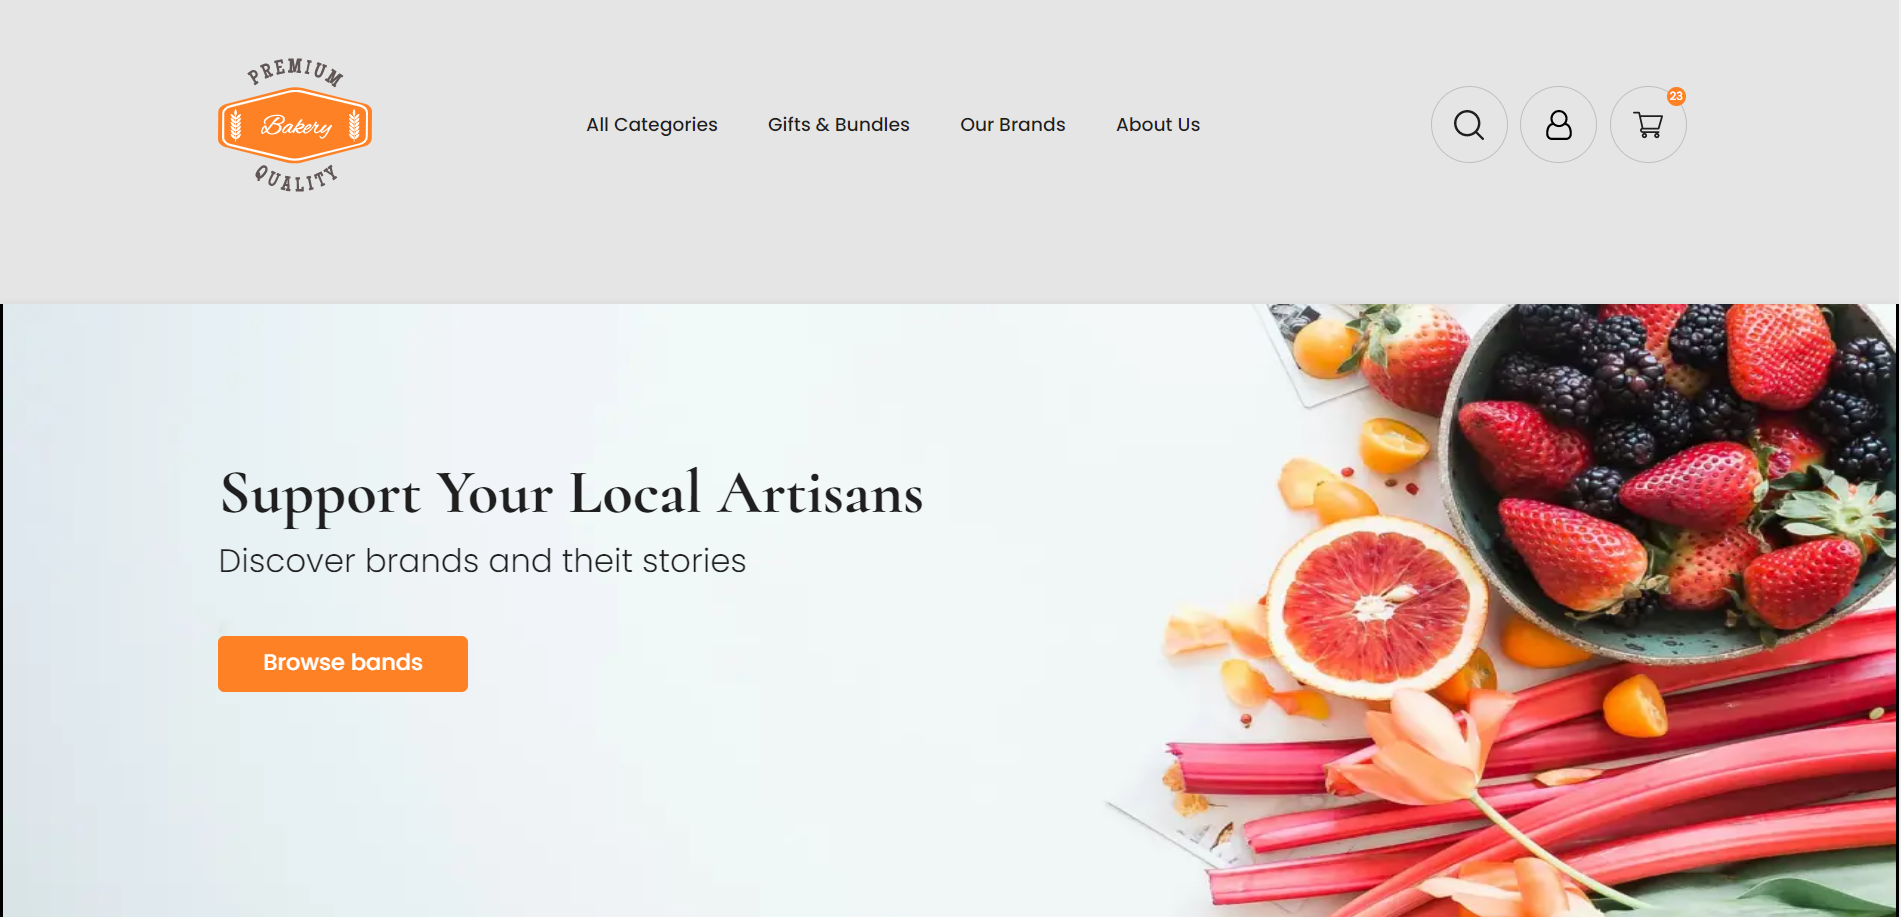 PREMIUM
Bakery
QUALITY
All Categories
Gifts & Bundles
Our Brands
About Us
23
Support Your Local Artisans
Discover brands and theit stories
Browse bands